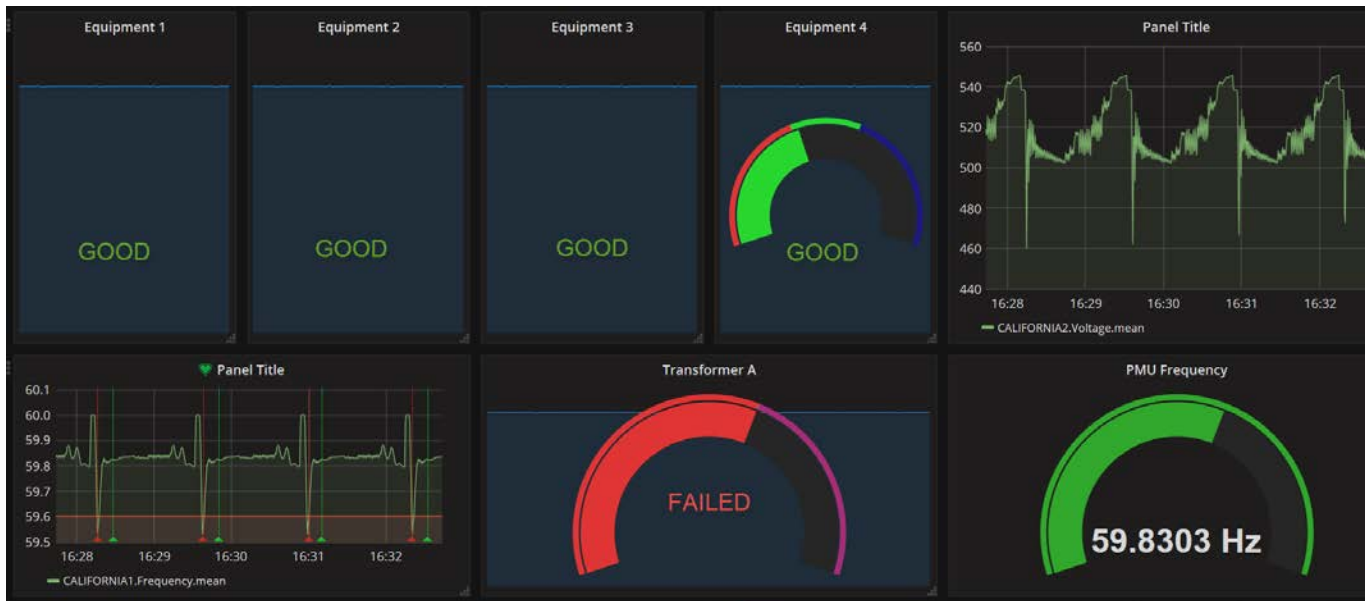 Equipment 1
Equipment 2
Equipment 3
Equipment 4
Panel Title
GOOD
GOOD
GOOD
GOOD
560
540
520
500
480
460
440
16:28 16:29 16:30 16:31 16:32
CALIFORNIA2.Voltage.mean
Panel Title
60.1
60.0
59.9
59.8
59.7
59.6
59.5
16:28 16:29 16:30 16:31 16:32
CALIFORNIA1.Frequency.mean
Transformer A
FAILED
PMU Frequency
59.8303 Hz